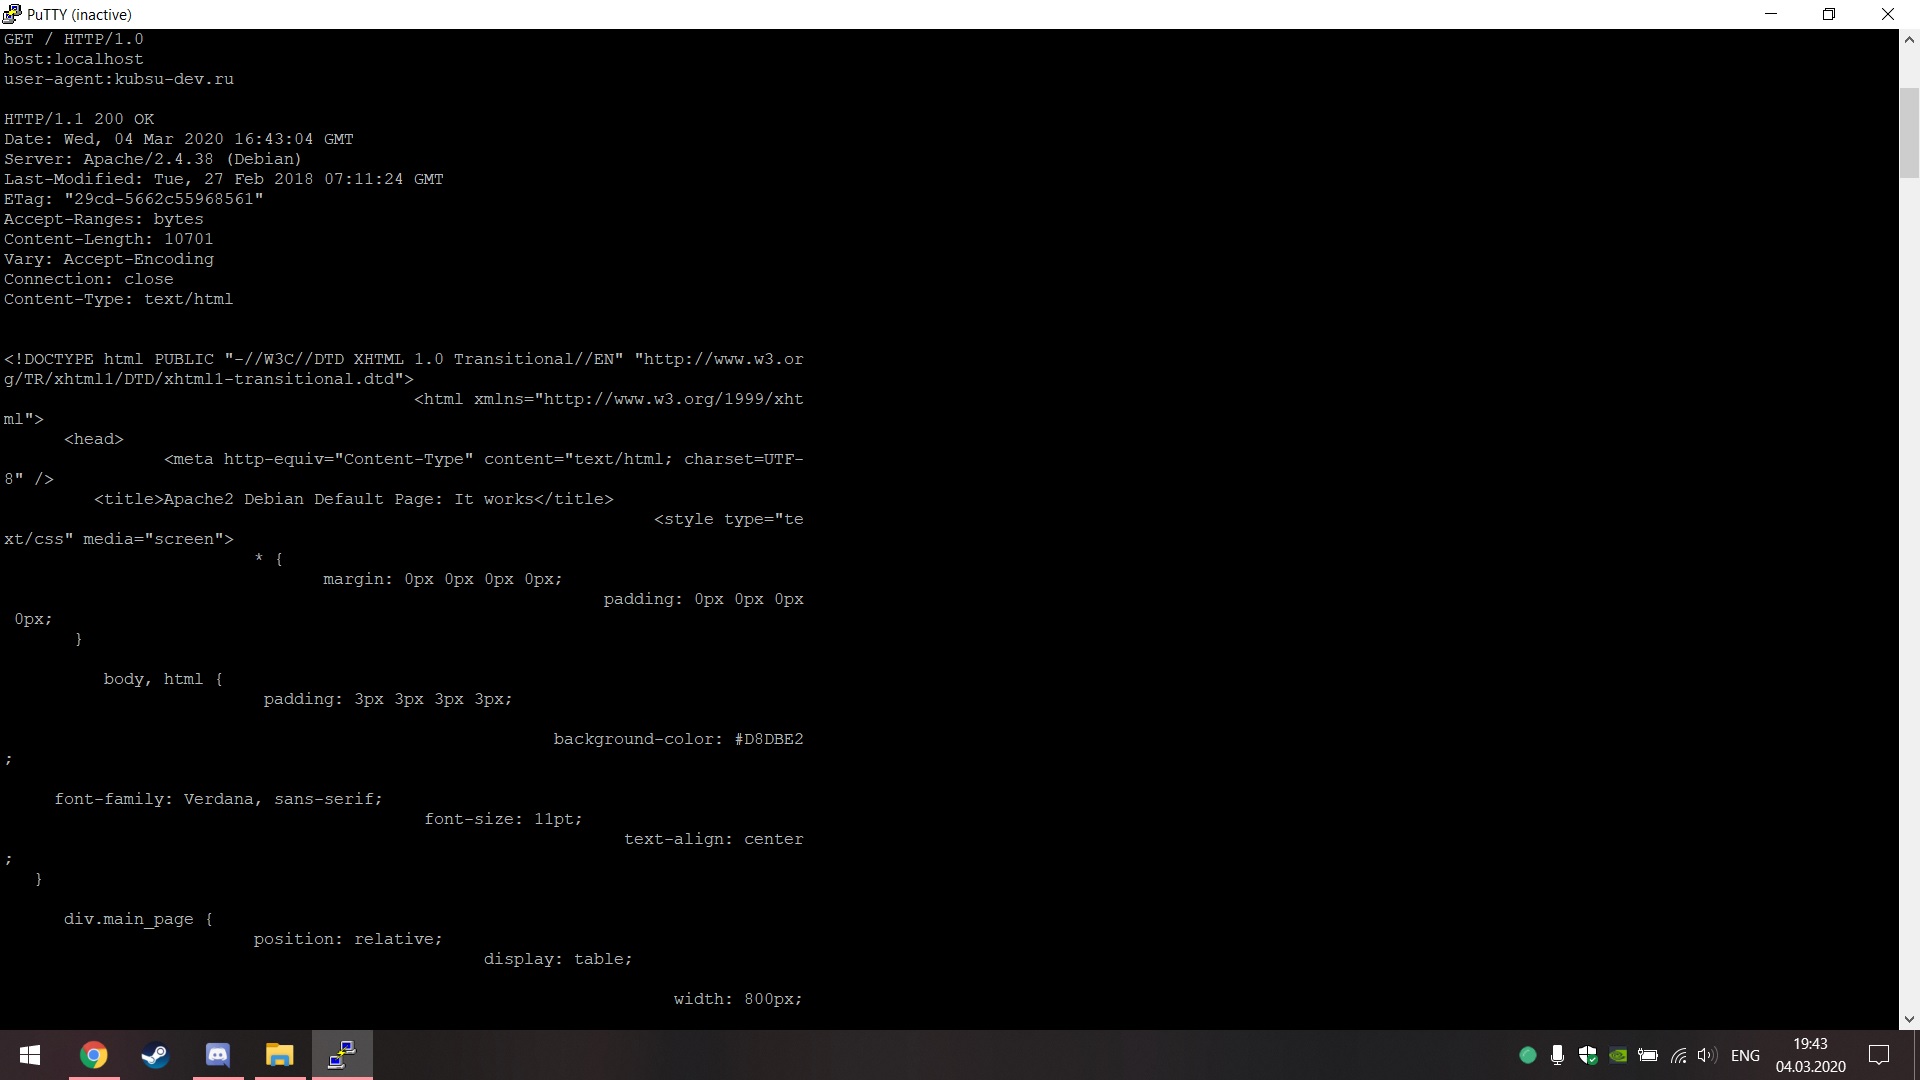 PuTTY (inactive)
GET / HTTP/1.0
host:localhost
user-agent:kubsu-dev.ru
HTTP/1.1 200 OK
Date: Wed, 04 Mar 2020 16:43:04 GMT
Server: Apache/2.4.38 (Debian)
Last-Modified: Tue, 27 Feb 2018 07:11:24 GMT
ETag: "29cd-5662c55968561"
Accept-Ranges: bytes
Content-Length: 10701
Vary: Accept-Encoding
Connection: close
Content-Type: text/html
<!DOCTYPE html PUBLIC "-//W3C//DTD XHTML 1.0 Transitional//EN" "http://www.w3.or
g/TR/xhtml1/DTD/xhtml1-transitional.dtd">
<html xmlns="http://www.w3.org/1999/xht
ml">
<head>
<meta http-equiv="Content-Type" content="text/html; charset=UTF-
8" />
<title>Apache2 Debian Default Page: It works</title>
<style type="te
xt/css" media="screen">
* {
margin: 0px 0px 0px 0px;
padding: 0px 0px 0px
0px;
}
body, html {
padding: 3px 3px 3px 3px;
background-color: #D8DBE2
;
font-family: Verdana, sans-serif;
font-size: 11pt;
text-align: center
;
}
div.main_page {
position: relative;
display: table;
width: 800px;
ENG
19:43
04.03.2020